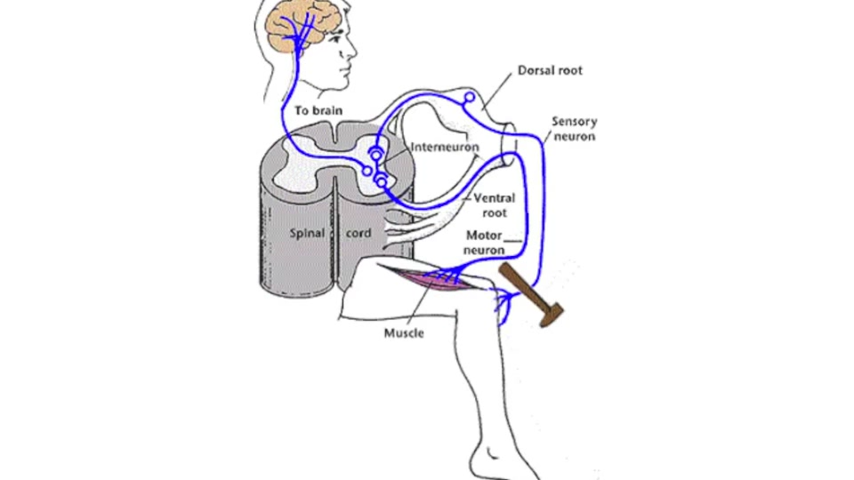 Dorsal root
To brain
Sensory
neuron
Interneuron
Ventral
root
Spinal cord
Motor
neuron
Muscle